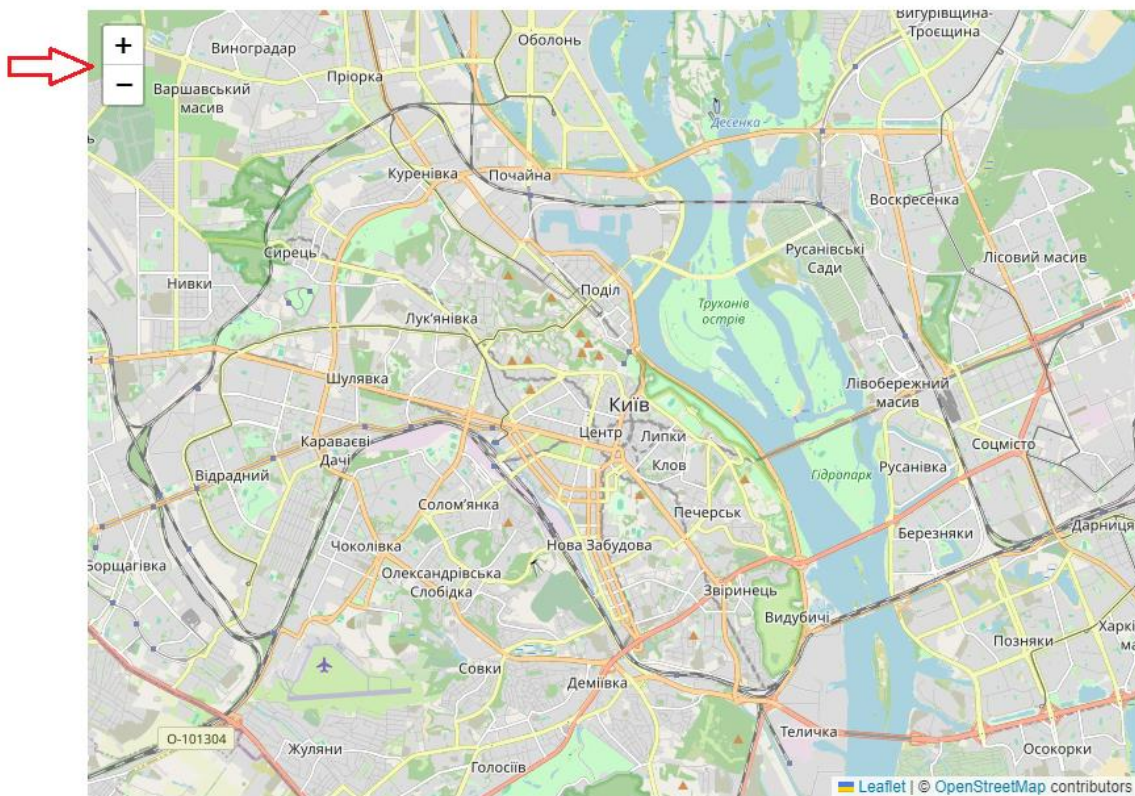 +
−
Виноградар
Оболонь
Вигурівщина-
Троєщина
Пріорка
Варшавський
масив
Десенка
Куренівка
Почайна
Воскресенка
Сирець
Русанівські
Сади
Лісовий масив
Нивки
Поділ
Труханів
острів
Лук'янівка
Шулявка
Лівобережний
масив
Київ
Центр
Липки
Караваєві
Дачі
Соцмісто
Відрадний
Клов
Гідропарк
Русанівка
Солом'янка
Печерськ
Дарниця
Чоколівка
Нова Забудова
Березняки
Борщагівка
Олександрівська
Слобідка
Звіринець
Видубичі
Позняки
Харкі
ма
Совки
Деміївка
О-101304
Теличка
Жуляни
Осокорки
Голосіїв
Leaflet | © OpenStreetMap contributors